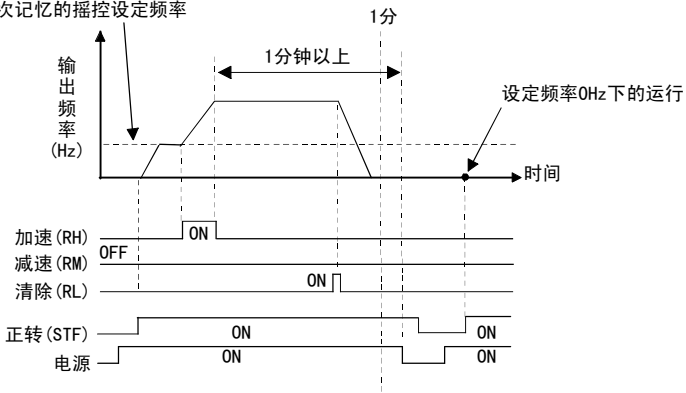 次记忆的摇控设定频率
1分
1分钟以上
输出频率(Hz)
设定频率0Hz下的运行
时间
加速(RH)
ON
OFF
减速(RM)
清除(RL)
ON
正转(STF)
ON
ON
电源
ON
ON